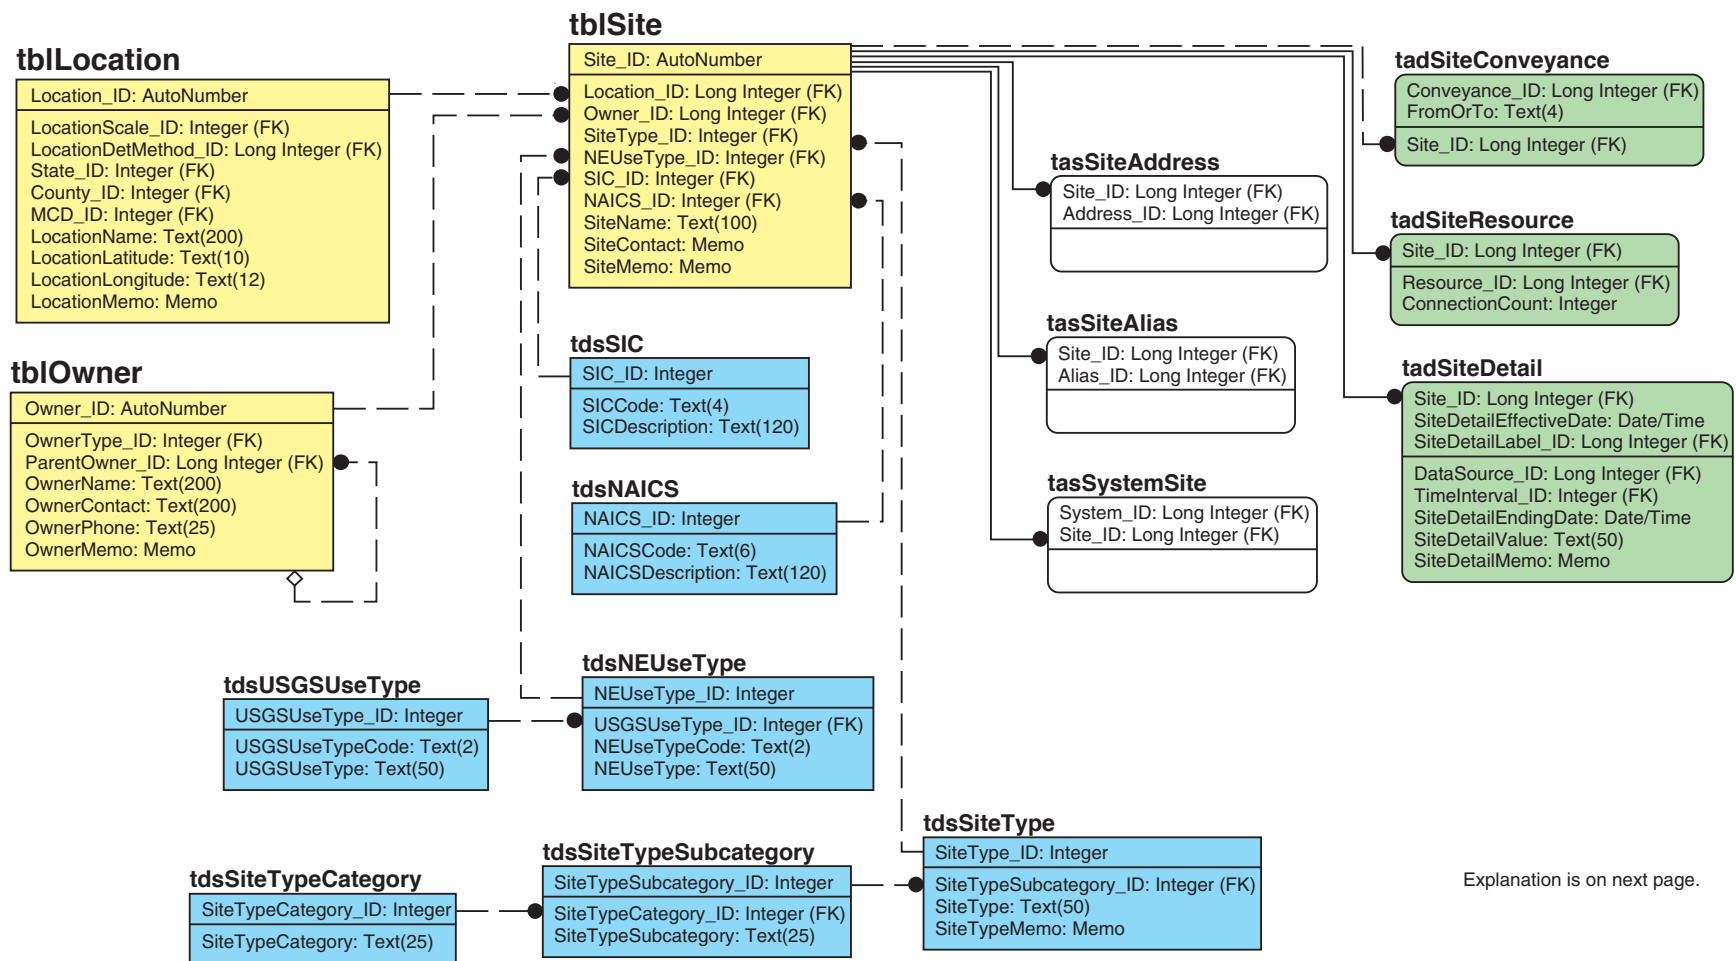 tblLocation
Location_ID: AutoNumber
LocationScale_ID: Integer (FK)
LocationDetMethod_ID: Long Integer (FK)
State_ID: Integer (FK)
County_ID: Integer (FK)
MCD_ID: Integer (FK)
LocationName: Text(200)
LocationLatitude: Text(10)
LocationLongitude: Text(12)
LocationMemo: Memo
tblOwner
Owner_ID: AutoNumber
OwnerType_ID: Integer (FK)
ParentOwner_ID: Long Integer (FK)
OwnerName: Text(200)
OwnerContact: Text(200)
OwnerPhone: Text(25)
OwnerMemo: Memo
tblSite
Site_ID: AutoNumber
Location_ID: Long Integer (FK)
Owner_ID: Long Integer (FK)
SiteType_ID: Integer (FK)
NEUseType_ID: Integer (FK)
SIC_ID: Integer (FK)
NAICS_ID: Integer (FK)
SiteName: Text(100)
SiteContact: Memo
SiteMemo: Memo
tdsSIC
SIC_ID: Integer
SICCode: Text(4)
SICDescription: Text(120)
tdsNAICS
NAICS_ID: Integer
NAICSCode: Text(6)
NAICSDescription: Text(120)
tdsUSGSUseType
USGSUseType_ID: Integer
USGSUseTypeCode: Text(2)
USGSUseType: Text(50)
tdsNEUseType
NEUseType_ID: Integer
USGSUseType_ID: Integer (FK)
NEUseTypeCode: Text(2)
NEUseType: Text(50)
tdsSiteTypeCategory
SiteTypeCategory_ID: Integer
SiteTypeCategory: Text(25)
tdsSiteTypeSubcategory
SiteTypeSubcategory_ID: Integer
SiteTypeCategory_ID: Integer (FK)
SiteTypeSubcategory: Text(25)
tdsSiteType
SiteType_ID: Integer
SiteTypeSubcategory_ID: Integer (FK)
SiteType: Text(50)
SiteTypeMemo: Memo
tasSiteAddress
Site_ID: Long Integer (FK)
Address_ID: Long Integer (FK)
tasSiteAlias
Site_ID: Long Integer (FK)
Alias_ID: Long Integer (FK)
tasSystemSite
System_ID: Long Integer (FK)
Site_ID: Long Integer (FK)
tadSiteConveyance
Conveyance_ID: Long Integer (FK)
FromOrTo: Text(4)
Site_ID: Long Integer (FK)
tadSiteResource
Site_ID: Long Integer (FK)
Resource_ID: Long Integer (FK)
ConnectionCount: Integer
tadSiteDetail
Site_ID: Long Integer (FK)
SiteDetailEffectiveDate: Date/Time
SiteDetailLabel_ID: Long Integer (FK)
DataSource_ID: Long Integer (FK)
TimeInterval_ID: Integer (FK)
SiteDetailEndingDate: Date/Time
SiteDetailValue: Text(50)
SiteDetailMemo: Memo
Explanation is on next page.